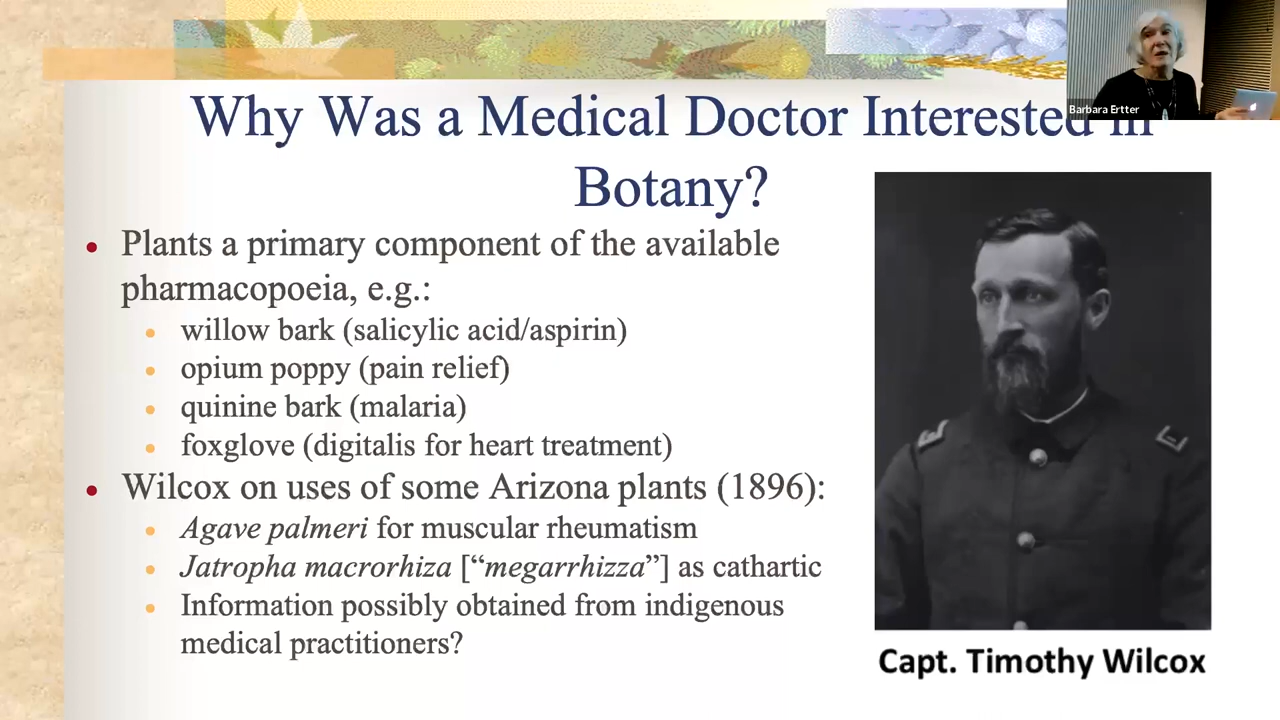 Barbara Ertter
Why Was a Medical Doctor Interested in
Botany?
• Plants a primary component of the available
pharmacopoeia, e.g.:
• willow bark (salicylic acid/aspirin)
• opium poppy (pain relief)
• quinine bark (malaria)
• foxglove (digitalis for heart treatment)
• Wilcox on uses of some Arizona plants (1896):
• Agave palmeri for muscular rheumatism
• Jatropha macrorhiza [“megarrhizza”] as cathartic
• Information possibly obtained from indigenous
medical practitioners?
Capt. Timothy Wilcox